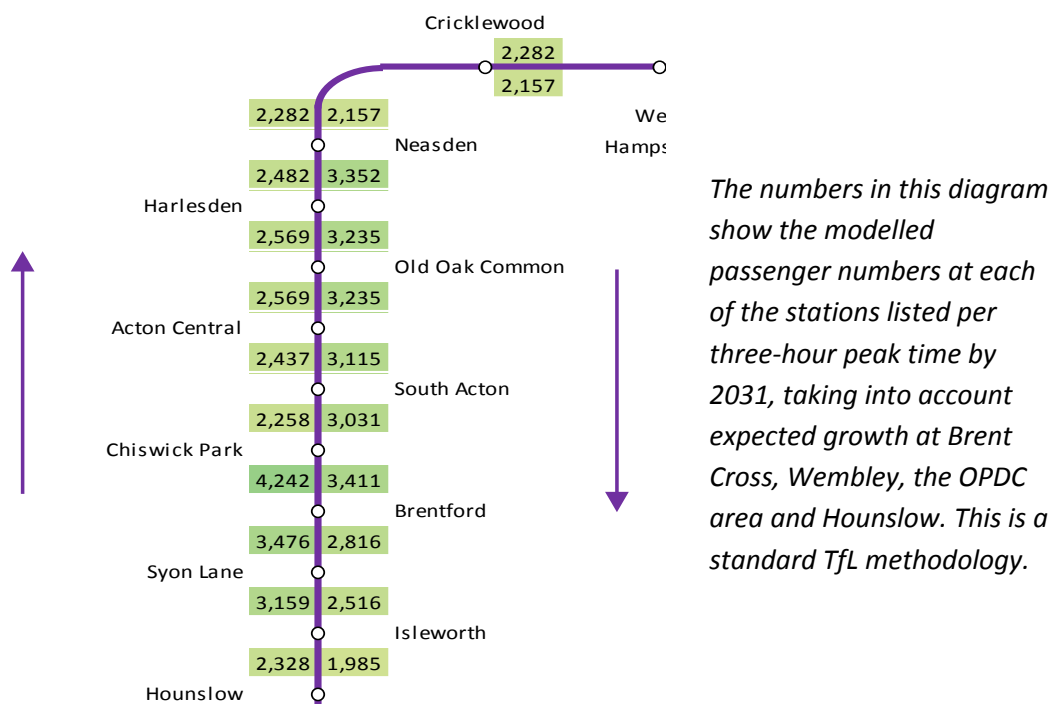 Cricklewood
2,282
2,157
We
Hamps
2,282 2,157
Neasden
2,482 3,352
Harlesden
2,569 3,235
Old Oak Common
2,569 3,235
Acton Central
2,437 3,115
South Acton
2,258 3,031
Chiswick Park
4,242 3,411
Brentford
3,476 2,816
Syon Lane
3,159 2,516
Isleworth
2,328 1,985
Hounslow
The numbers in this diagram
show the modelled
passenger numbers at each
of the stations listed per
three-hour peak time by
2031, taking into account
expected growth at Brent
Cross, Wembley, the OPDC
area and Hounslow. This is a
standard TfL methodology.